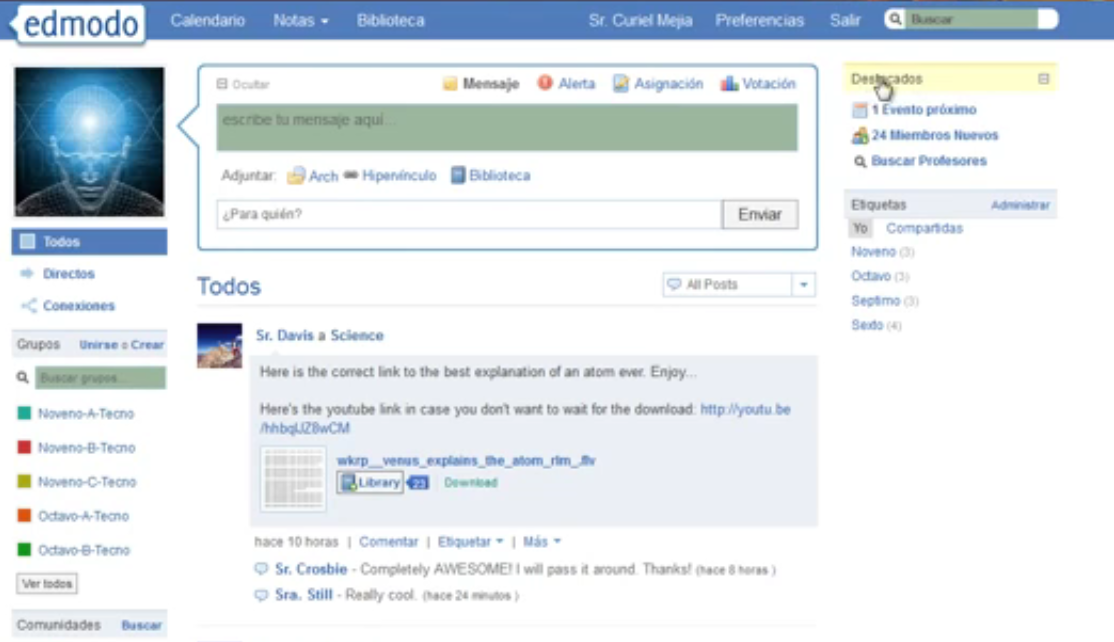 edmodo
Calendario Notas Biblioteca Sr. Curiel Mejia Preferencias Salir Buscar
Ocultar Mensaje Alerta Asignación Votación
escribe tu mensaje aquí...
Adjuntar: Arch Hipervínculo Biblioteca
¿Para quién? Enviar
Destacados
1 Evento próximo
24 Miembros Nuevos
Buscar Profesores
Etiquetas Administrar
Yo Compartidas
Noveno (3)
Octavo (3)
Septimo (3)
Sexto (4)
Todos
Directos
Conexiones
Grupos Unirse o Crear
Buscar grupos...
Noveno-A-Tecno
Noveno-B-Tecno
Noveno-C-Tecno
Octavo-A-Tecno
Octavo-B-Tecno
Ver todos
Comunidades Buscar
Todos All Posts
Sr. Davis a Science
Here is the correct link to the best explanation of an atom ever. Enjoy...
Here's the youtube link in case you don't want to wait for the download: http://youtu.be
/hhbqIJZ8wCM
wkrp__venus_explains_the_atom_rlm_.flv
Library 23 Download
hace 10 horas | Comentar | Etiquetar | Más
Sr. Crosbie - Completely AWESOME! I will pass it around. Thanks! (hace 8 horas )
Sra. Still - Really cool. (hace 24 minutos )